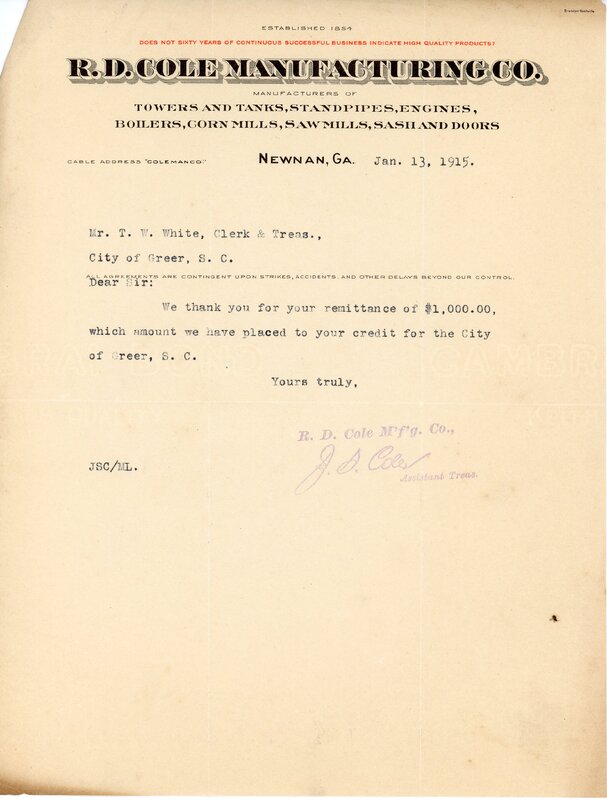 ESTABLISHED 1854
DOES NOT SIXTY YEARS OF CONTINUOUS SUCCESSFUL BUSINESS INDICATE HIGH QUALITY PRODUCTS?
R. D. COLE MANUFACTURING CO.
MANUFACTURERS OF
TOWERS AND TANKS, STANDPIPES, ENGINES,
BOILERS, CORN MILLS, SAW MILLS, SASH AND DOORS
CABLE ADDRESS "COLEMANCO."
NEWNAN, GA. Jan. 13, 1915.
Mr. T. W. White, Clerk & Treas.,
City of Greer, S. C.
ALL AGREEMENTS ARE CONTINGENT UPON STRIKES, ACCIDENTS, AND OTHER DELAYS BEYOND OUR CONTROL.
Dear Sir:
We thank you for your remittance of $1,000.00,
which amount we have placed to your credit for the City
of Greer, S. C.
Yours truly,
R. D. Cole M'f'g. Co.,
J. S. Cole
Assistant Treas.
JSC/ML.